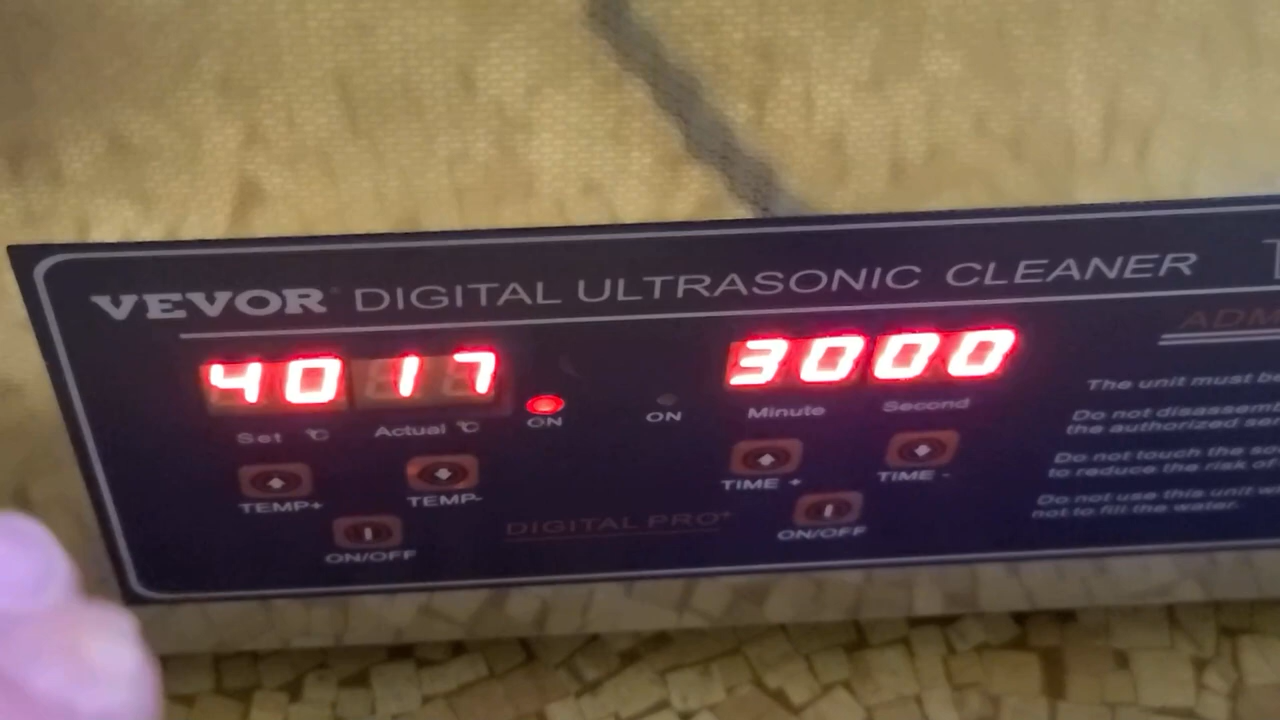 VEVOR DIGITAL ULTRASONIC CLEANER
40 17 3000
Set °C Actual °C ON ON Minute Second
TEMP+ TEMP- TIME + TIME -
ON/OFF DIGITAL PRO+ ON/OFF
The unit must be
Do not disassem
the authorized se
Do not touch the so
to reduce the risk of
Do not use this unit w
not to fill the water.